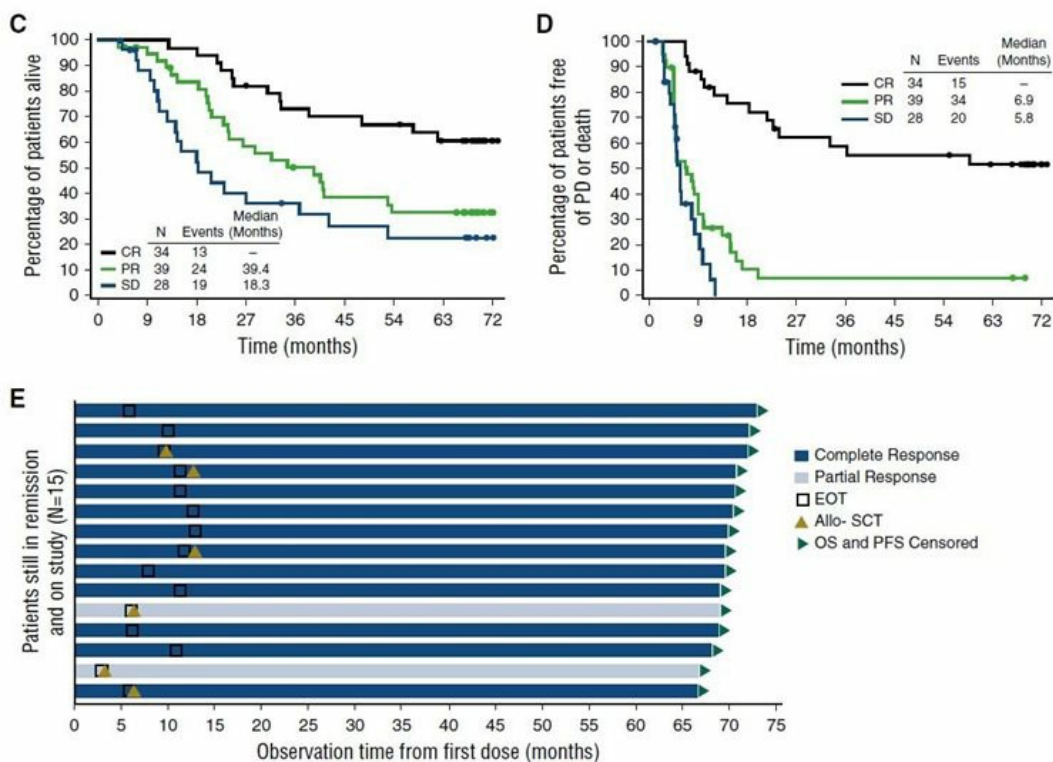 C
Percentage of patients alive
100
90
80
70
60
50
40
30
20
10
0
N Events Median (Months)
CR 34 13 –
PR 39 24 39.4
SD 28 19 18.3
0 9 18 27 36 45 54 63 72
Time (months)
D
Percentage of patients free
of PD or death
100
90
80
70
60
50
40
30
20
10
0
N Events Median (Months)
CR 34 15 –
PR 39 34 6.9
SD 28 20 5.8
0 9 18 27 36 45 54 63 72
Time (months)
E
Patients still in remission
and on study (N=15)
Complete Response
Partial Response
EOT
Allo- SCT
OS and PFS Censored
0 5 10 15 20 25 30 35 40 45 50 55 60 65 70 75
Observation time from first dose (months)